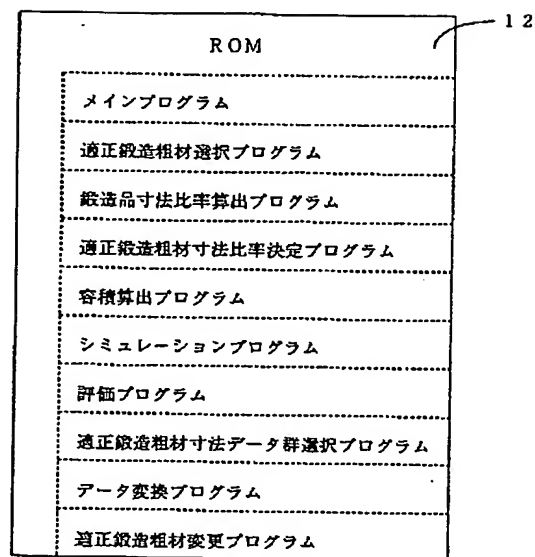 12
ROM
メインプログラム
適正鍛造粗材選択プログラム
鍛造品寸法比率算出プログラム
適正鍛造粗材寸法比率決定プログラム
容積算出プログラム
シミュレーションプログラム
評価プログラム
適正鍛造粗材寸法データ群選択プログラム
データ変換プログラム
適正鍛造粗材変更プログラム